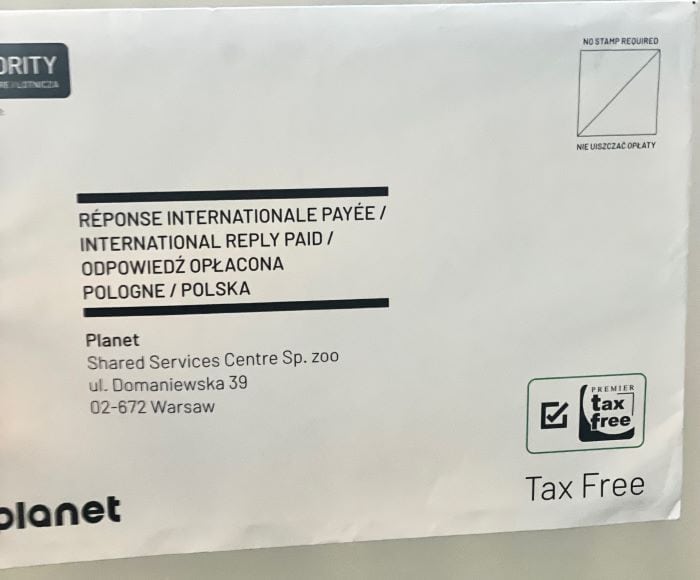 ORITY
NO STAMP REQUIRED
NIE UISZCZAĆ OPŁATY
RÉPONSE INTERNATIONALE PAYÉE /
INTERNATIONAL REPLY PAID /
ODPOWIEDŹ OPŁACONA
POLOGNE / POLSKA
Planet
Shared Services Centre Sp. zoo
ul. Domaniewska 39
02-672 Warsaw
PREMIER
tax
free
Tax Free
planet